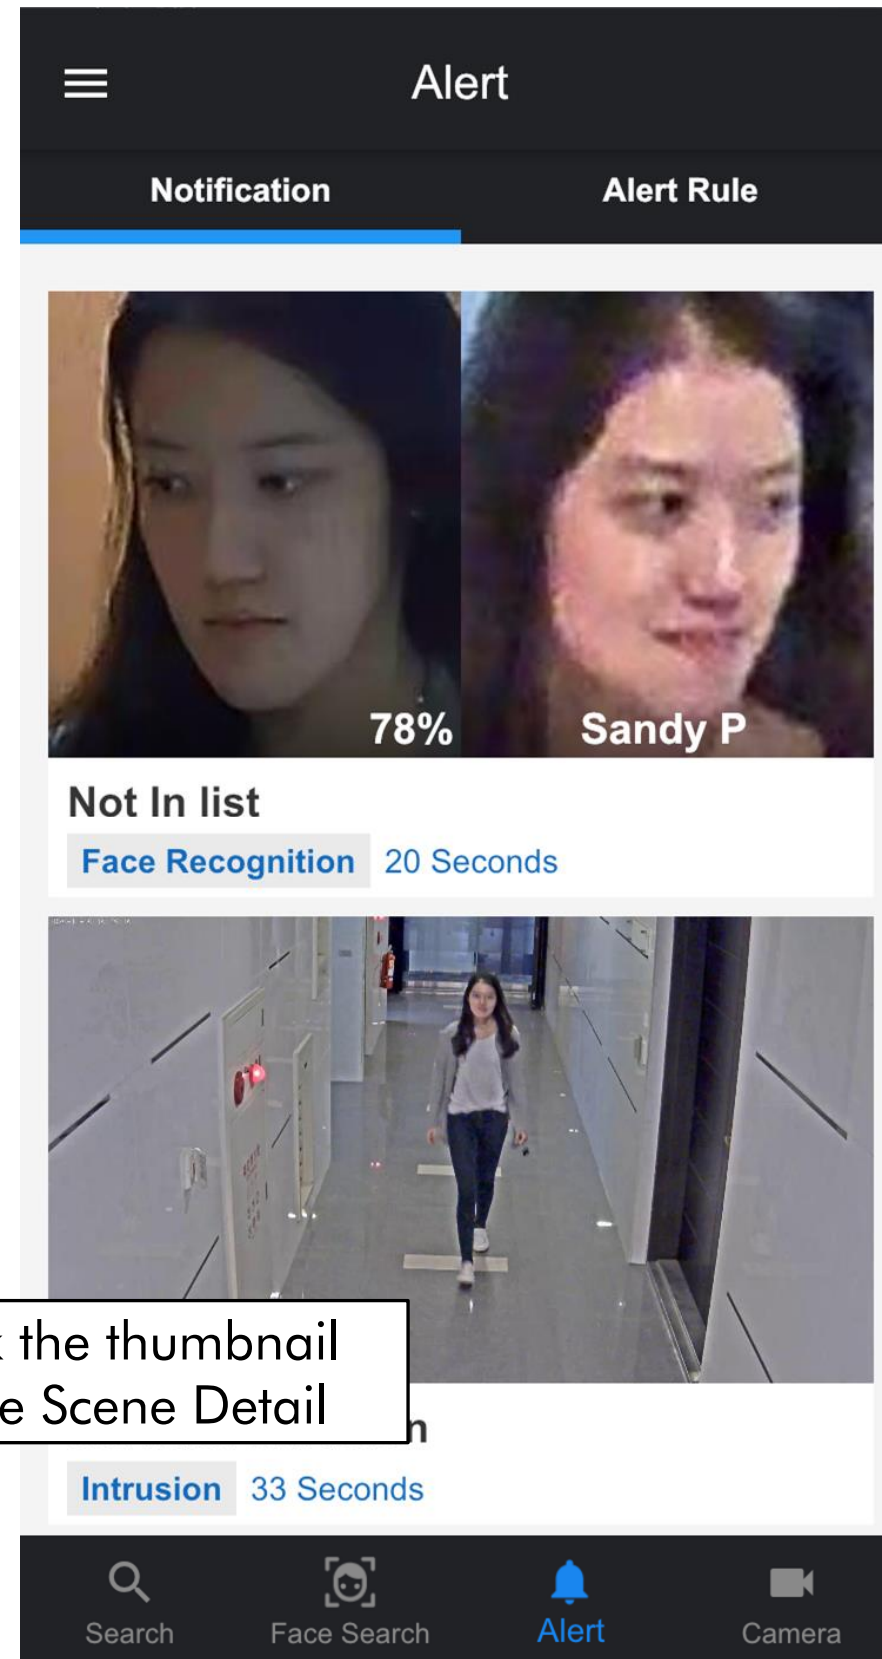 Alert
Notification
Alert Rule
78%
Sandy P
Not In list
Face Recognition
20 Seconds
the thumbnail
e Scene Detail
n
Intrusion
33 Seconds
Search
Face Search
Alert
Camera